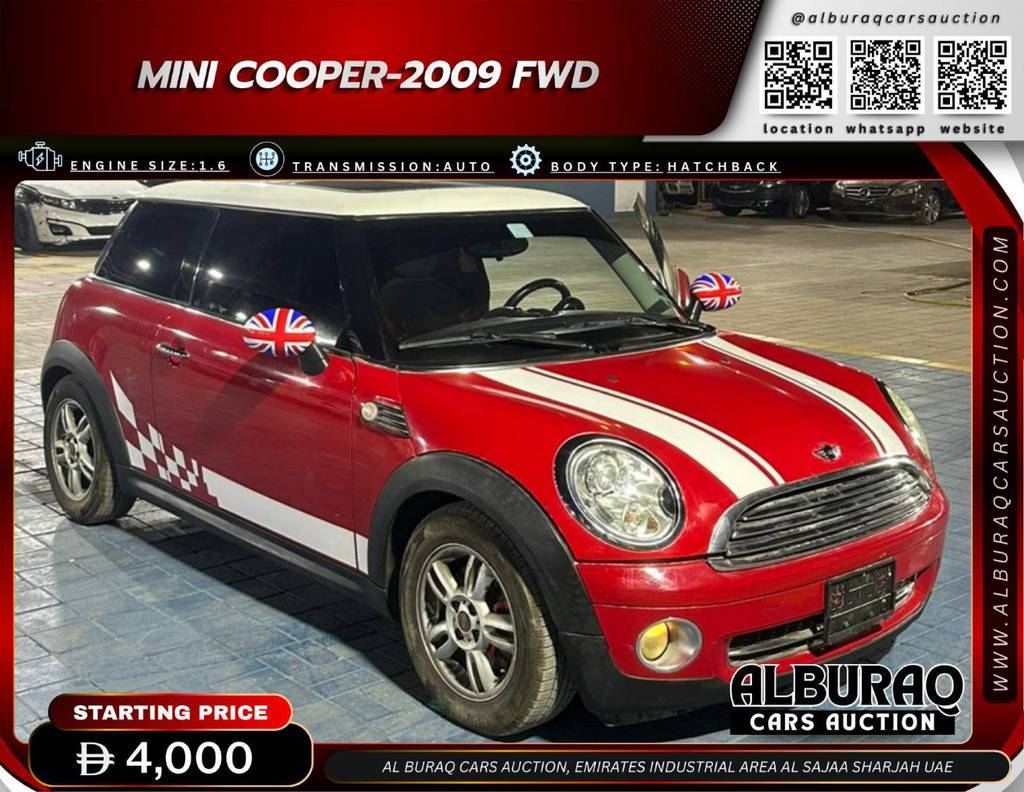 @alburaqcarsauction
MINI COOPER-2009 FWD
location whatsapp website
ENGINE SIZE:1.6 TRANSMISSION:AUTO BODY TYPE: HATCHBACK
WWW.ALBURAQCARSAUCTION.COM
ALBURAQ
CARS AUCTION
STARTING PRICE
4,000
AL BURAQ CARS AUCTION, EMIRATES INDUSTRIAL AREA AL SAJAA SHARJAH UAE